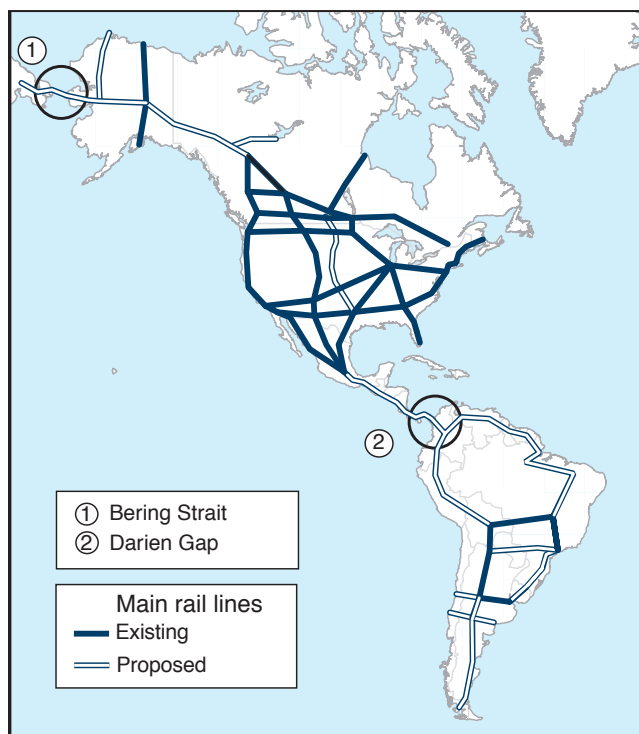 1
2
1 Bering Strait
2 Darien Gap
Main rail lines
Existing
Proposed